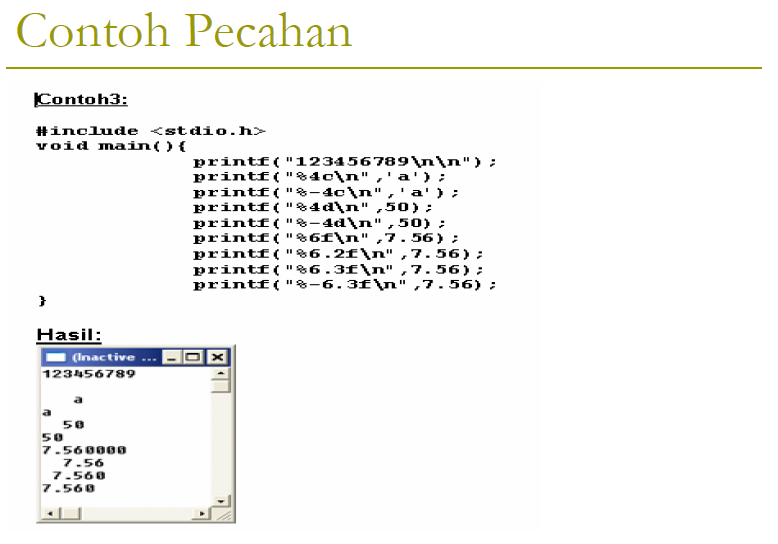 Contoh Pecahan
Contoh3:
#include <stdio.h>
void main(){
printf("123456789\n\n");
printf("%4c\n",'a');
printf("%-4c\n",'a');
printf("%4d\n",50);
printf("%-4d\n",50);
printf("%6f\n",7.56);
printf("%6.2f\n",7.56);
printf("%6.3f\n",7.56);
printf("%-6.3f\n",7.56);
}
Hasil:
(Inactive ...
123456789
a
a
50
50
7.560000
7.56
7.560
7.560